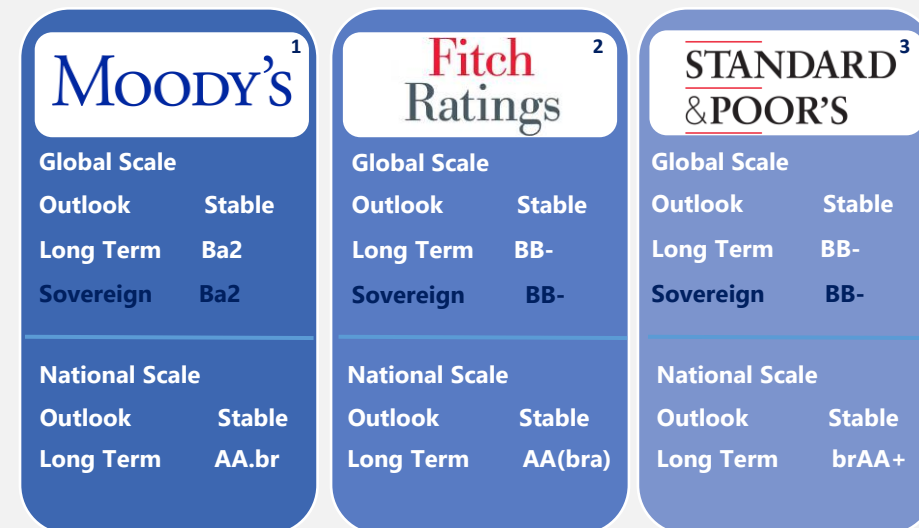 MOODY'S 1
Global Scale
Outlook Stable
Long Term Ba2
Sovereign Ba2
National Scale
Outlook Stable
Long Term AA.br
Fitch 2
Ratings
Global Scale
Outlook Stable
Long Term BB-
Sovereign BB-
National Scale
Outlook Stable
Long Term AA(bra)
STANDARD 3
&POOR'S
Global Scale
Outlook Stable
Long Term BB-
Sovereign BB-
National Scale
Outlook Stable
Long Term brAA+